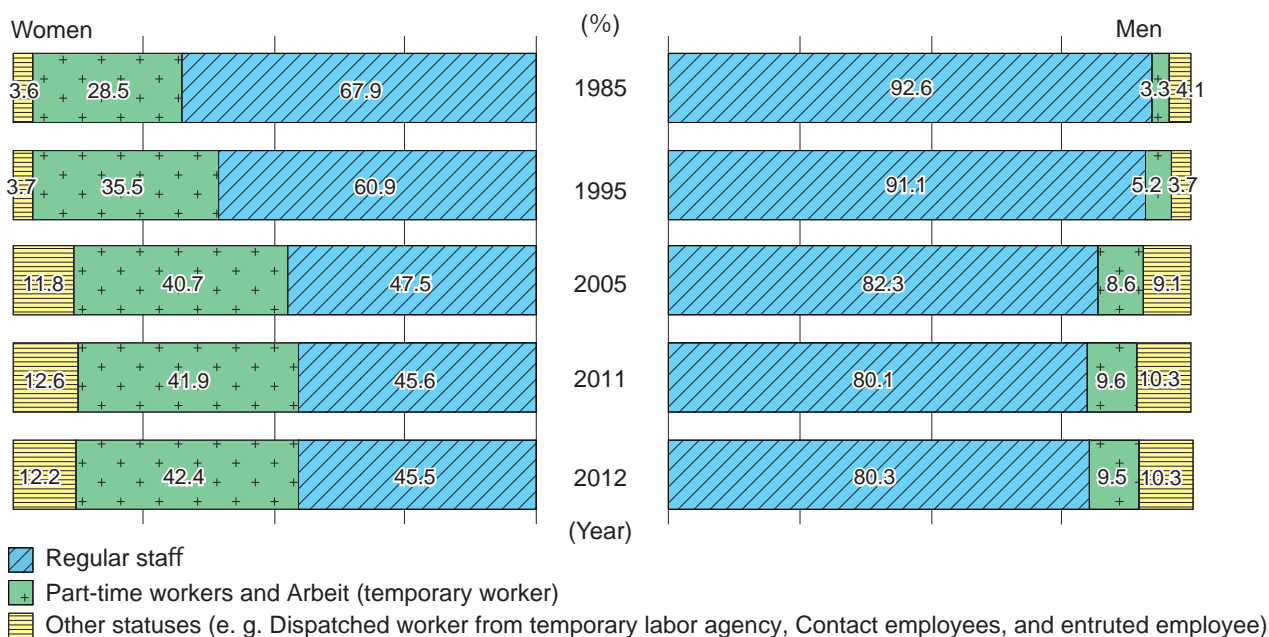 Women (%) Men
3.6 28.5 67.9 1985 92.6 3.3 4.1
3.7 35.5 60.9 1995 91.1 5.2 3.7
11.8 40.7 47.5 2005 82.3 8.6 9.1
12.6 41.9 45.6 2011 80.1 9.6 10.3
12.2 42.4 45.5 2012 80.3 9.5 10.3
(Year)
Regular staff
Part-time workers and Arbeit (temporary worker)
Other statuses (e. g. Dispatched worker from temporary labor agency, Contact employees, and entruted employee)